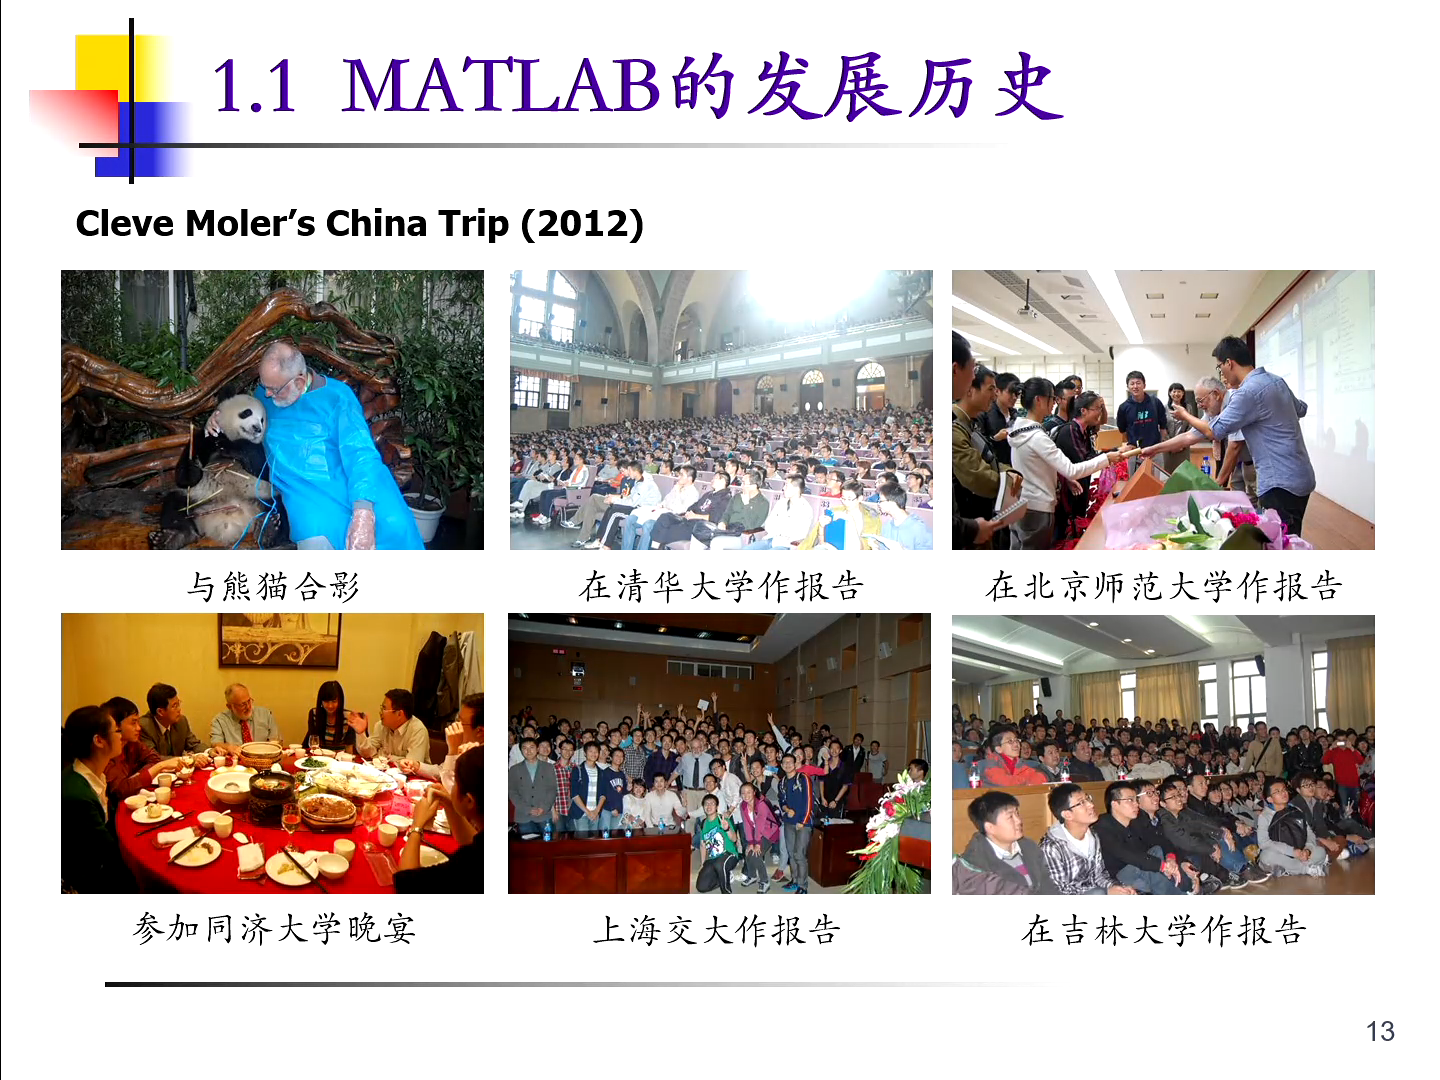 1.1 MATLAB的发展历史
Cleve Moler’s China Trip (2012)
与熊猫合影
在清华大学作报告
在北京师范大学作报告
参加同济大学晚宴
上海交大作报告
在吉林大学作报告
13